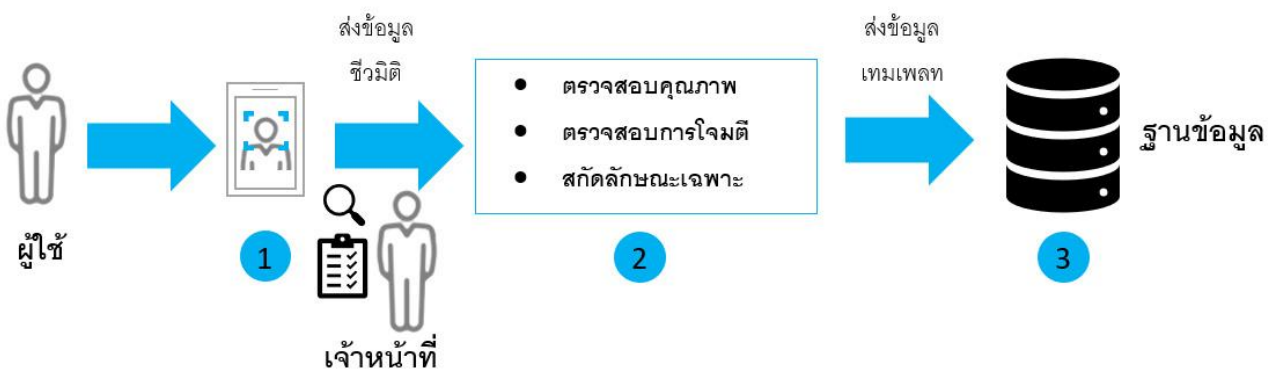 ส่งข้อมูล
ชีวมิติ
ส่งข้อมูล
เทมเพลท
● ตรวจสอบคุณภาพ
● ตรวจสอบการโจมตี
● สกัดลักษณะเฉพาะ
ฐานข้อมูล
ผู้ใช้
1
2
3
เจ้าหน้าที่